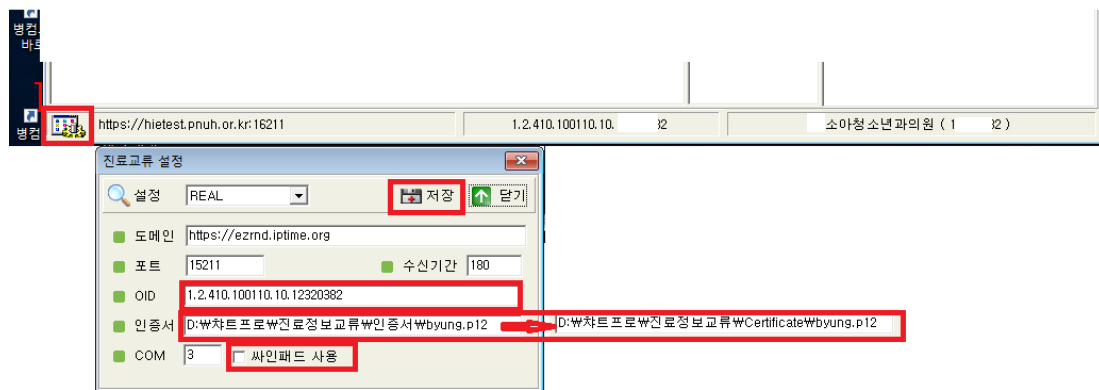 병컴
바로
병컴
https://hietest.pnuh.or.kr:16211
1.2.410.100110.10. 32
소아청소년과의원 ( 1 32 )
진료교류 설정
설정 REAL 저장 닫기
도메인 https://ezrnd.iptime.org
포트 15211 수신기간 180
OID 1.2.410.100110.10.12320382
인증서 D:₩챠트프로₩진료정보교류₩인증서₩byung.p12 D:₩챠트프로₩진료정보교류₩Certificate₩byung.p12
COM 3 싸인패드 사용